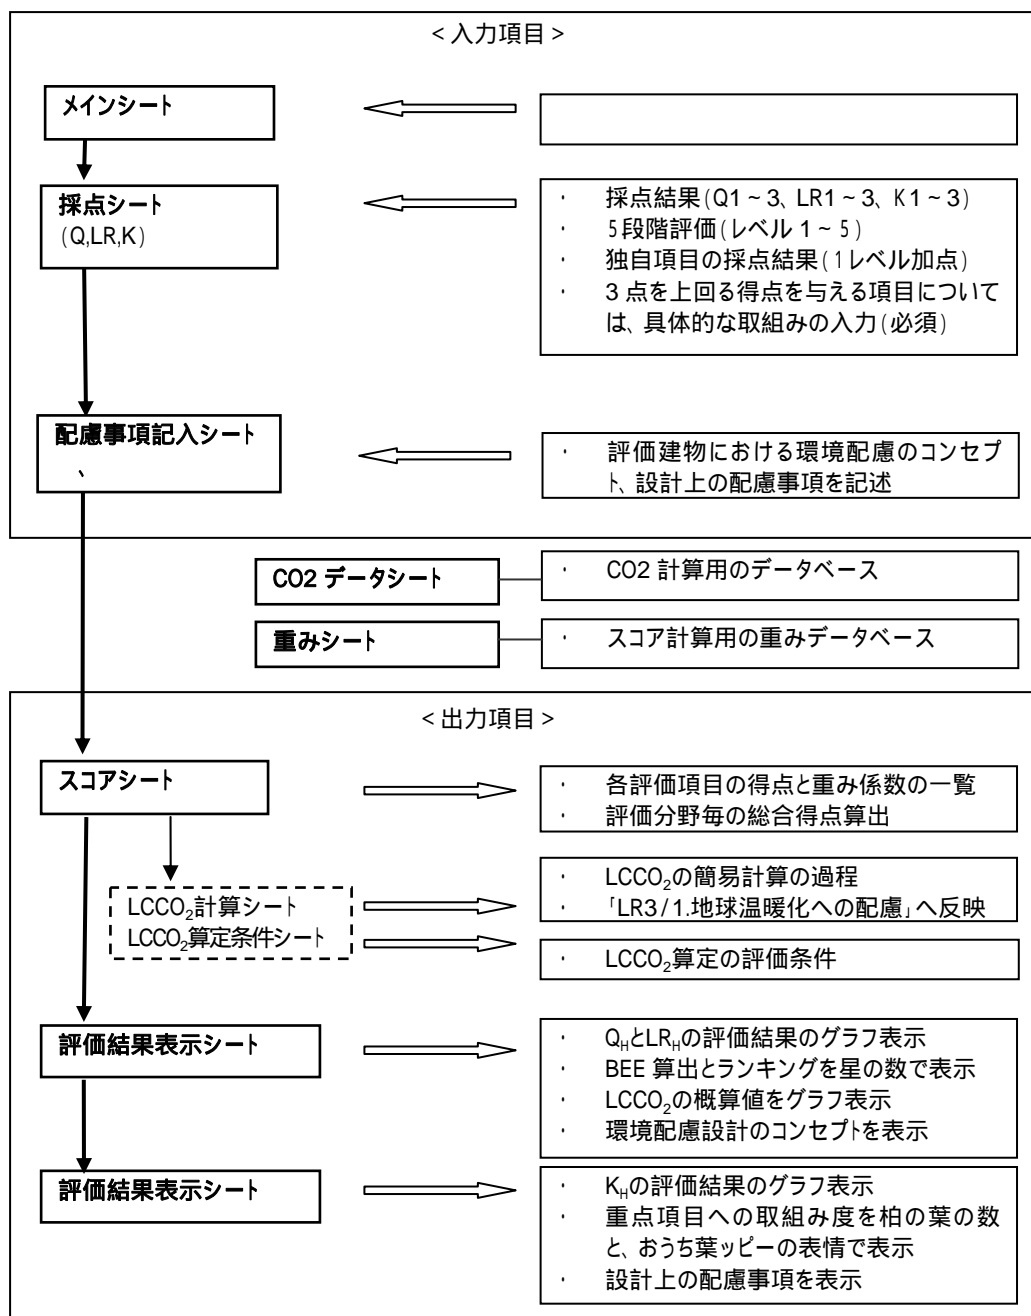 <入力項目>
メインシート
採点シート
(Q,LR,K)
・ 採点結果(Q1~3、LR1~3、K1~3)
・ 5段階評価(レベル1~5)
・ 独自項目の採点結果(1レベル加点)
・ 3点を上回る得点を与える項目について
は、具体的な取組みの入力(必須)
配慮事項記入シート
、
・ 評価建物における環境配慮のコンセプ
ト、設計上の配慮事項を記述
CO2 データシート
・ CO2 計算用のデータベース
重みシート
・ スコア計算用の重みデータベース
<出力項目>
スコアシート
・ 各評価項目の得点と重み係数の一覧
・ 評価分野毎の総合得点算出
LCCO₂計算シート
LCCO₂算定条件シート
・ LCCO₂の簡易計算の過程
・ 「LR3/1.地球温暖化への配慮」へ反映
・ LCCO₂算定の評価条件
評価結果表示シート
・ QHとLRHの評価結果のグラフ表示
・ BEE 算出とランキングを星の数で表示
・ LCCO₂の概算値をグラフ表示
・ 環境配慮設計のコンセプトを表示
評価結果表示シート
・ KHの評価結果のグラフ表示
・ 重点項目への取組み度を柏の葉の数
と、おうち葉ッピーの表情で表示
・ 設計上の配慮事項を表示